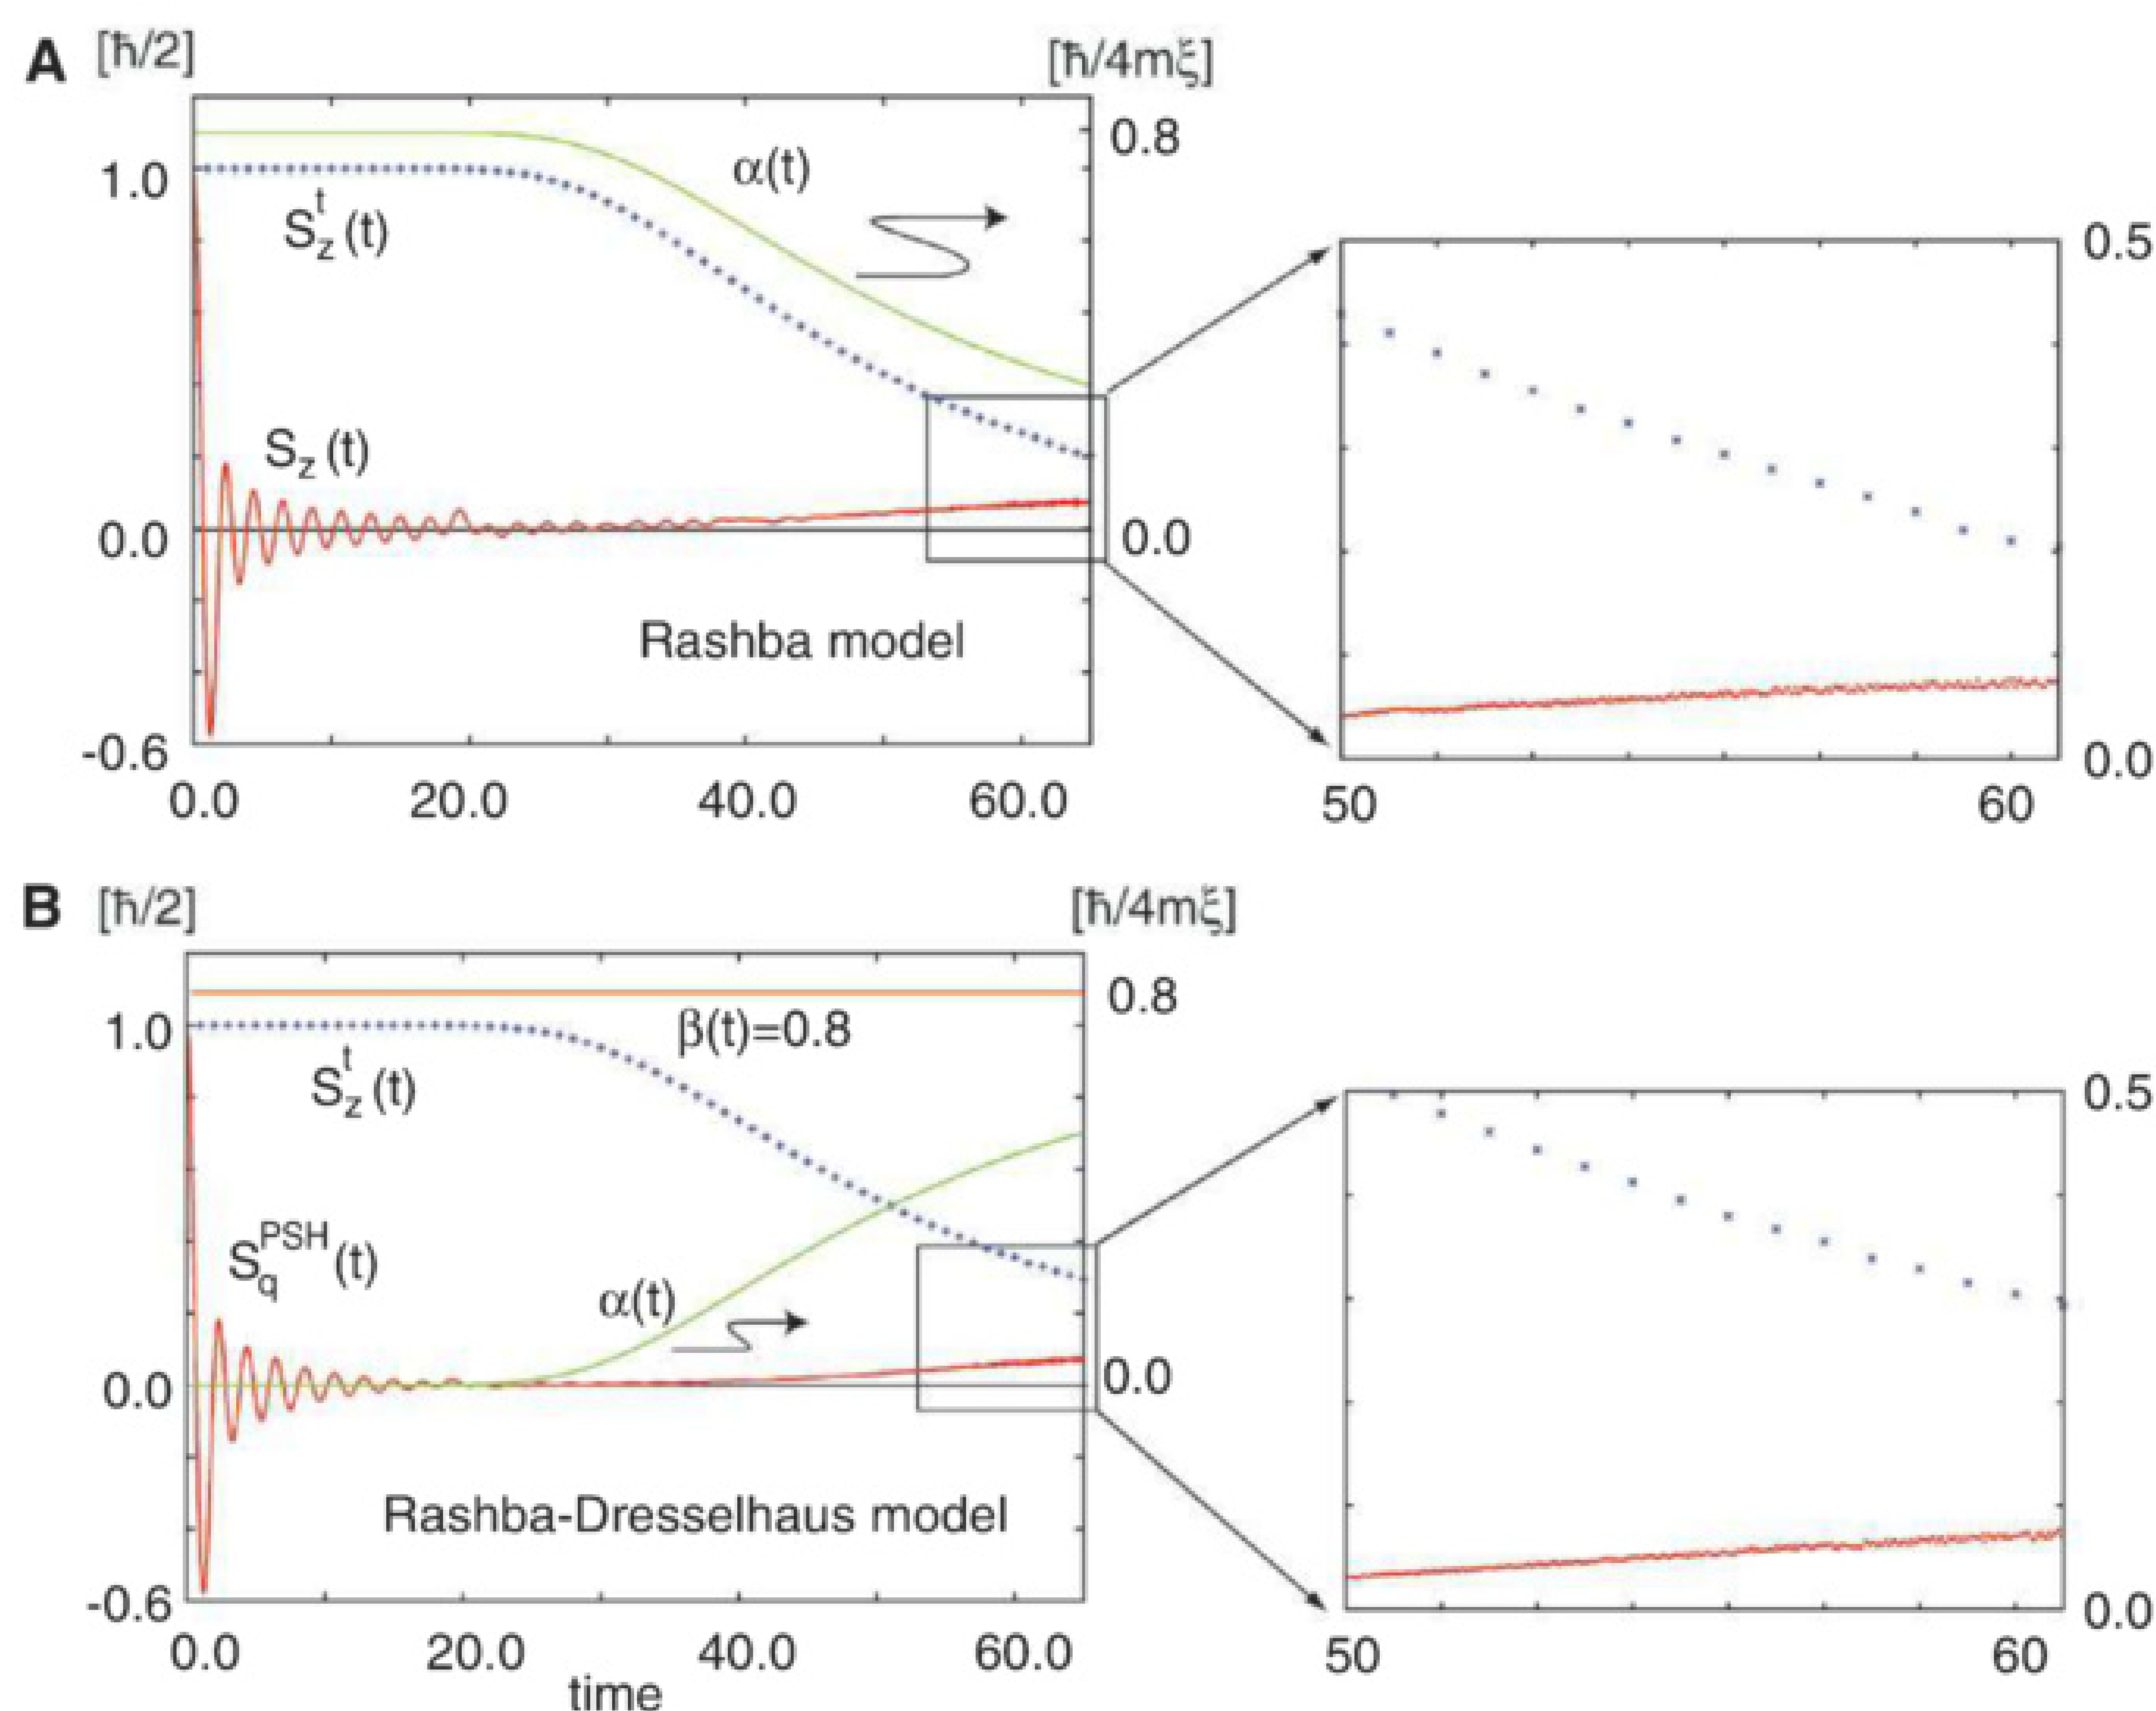 A [ħ/2] [ħ/4mξ]
0.8
α(t)
1.0
S_z^t (t)
0.5
S_z (t)
0.0 0.0
Rashba model
-0.6 0.0
0.0 20.0 40.0 60.0 50 60
B [ħ/2] [ħ/4mξ]
0.8
1.0 β(t)=0.8
S_z^t (t)
0.5
S_q^PSH (t)
α(t)
0.0 0.0
Rashba-Dresselhaus model
-0.6 0.0
0.0 20.0 40.0 60.0 50 60
time